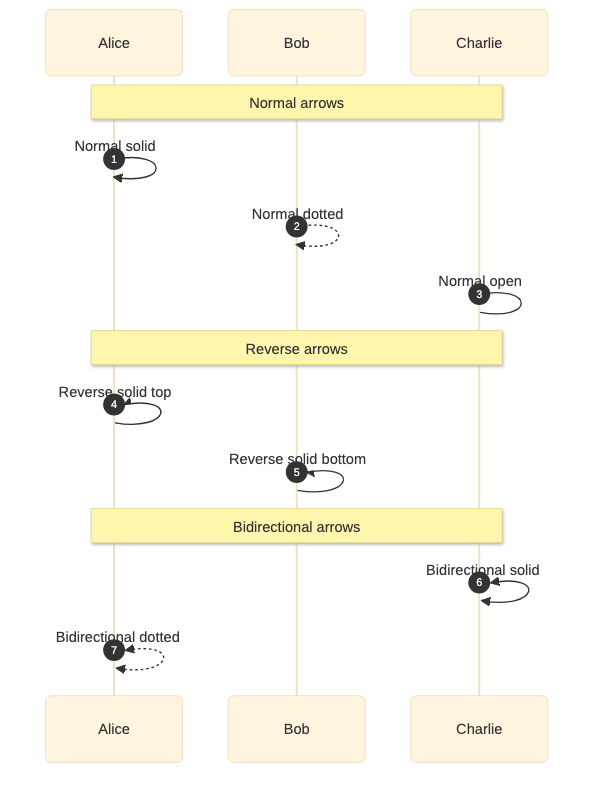 Alice
Bob
Charlie
Normal arrows
Normal solid
1
Normal dotted
2
Normal open
3
Reverse arrows
Reverse solid top
4
Reverse solid bottom
5
Bidirectional arrows
Bidirectional solid
6
Bidirectional dotted
7
Alice
Bob
Charlie